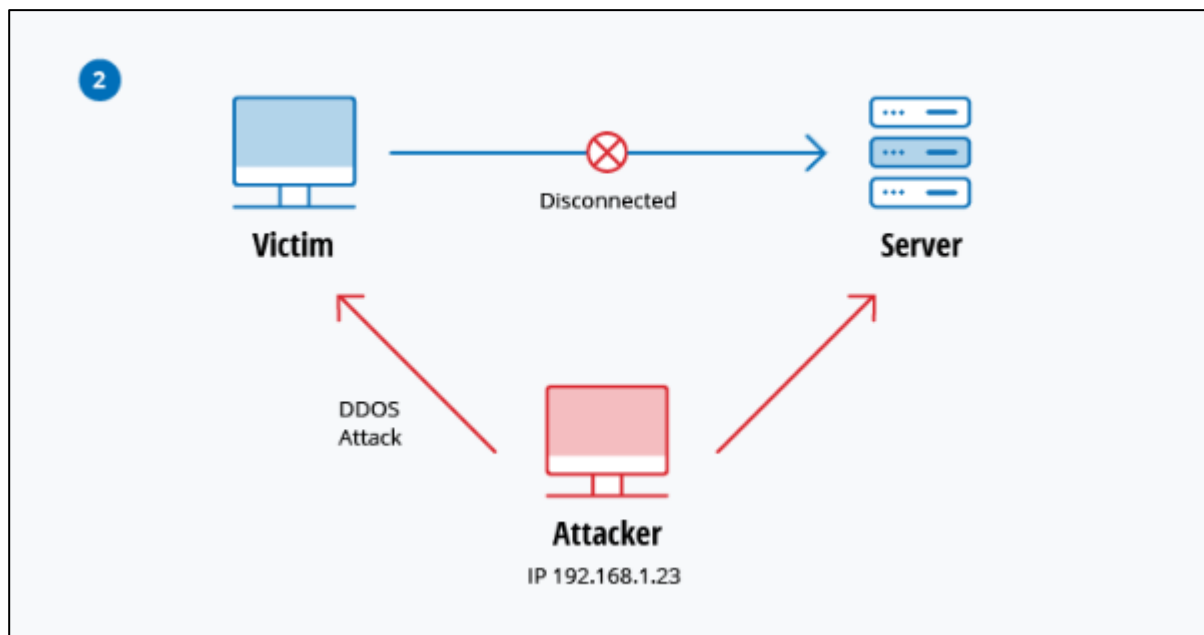 2
Disconnected
Victim
Server
DDOS
Attack
Attacker
IP 192.168.1.23